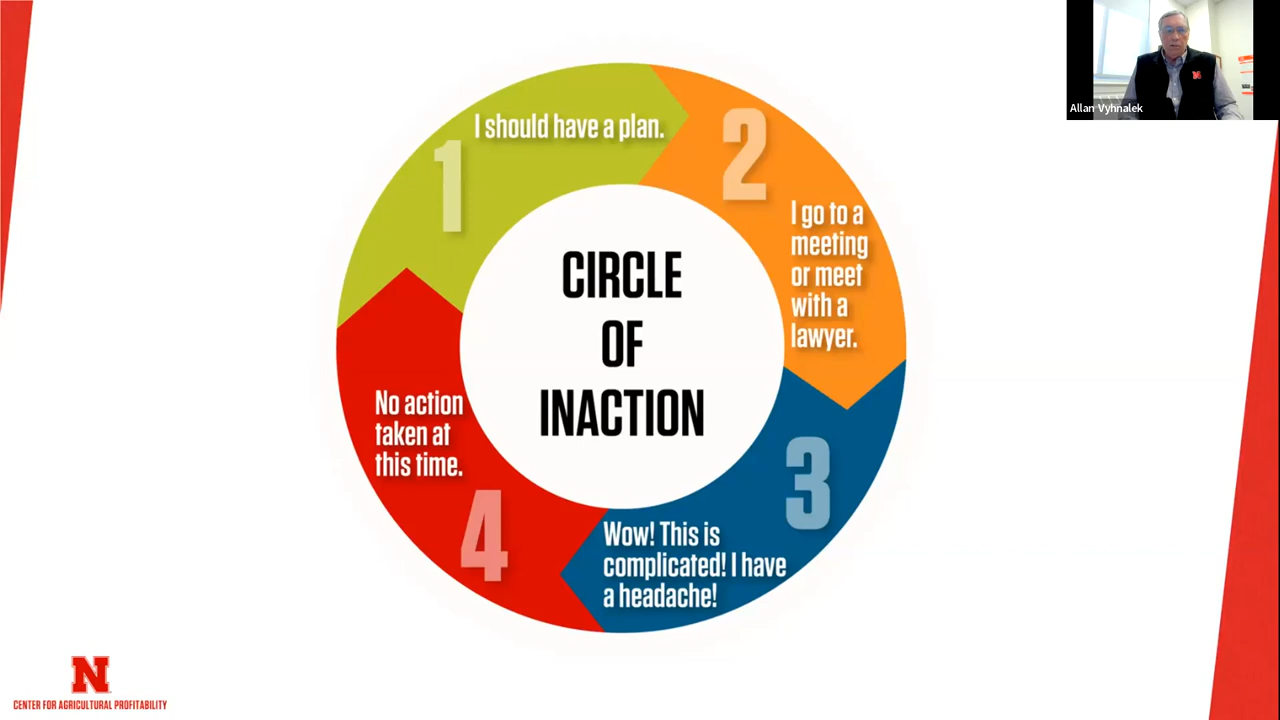 Allan Vyhnalek
1
I should have a plan.
2
I go to a
meeting
or meet
with a
lawyer.
CIRCLE
OF
INACTION
3
Wow! This is
complicated! I have
a headache!
4
No action
taken at
this time.
N
N
CENTER FOR AGRICULTURAL PROFITABILITY